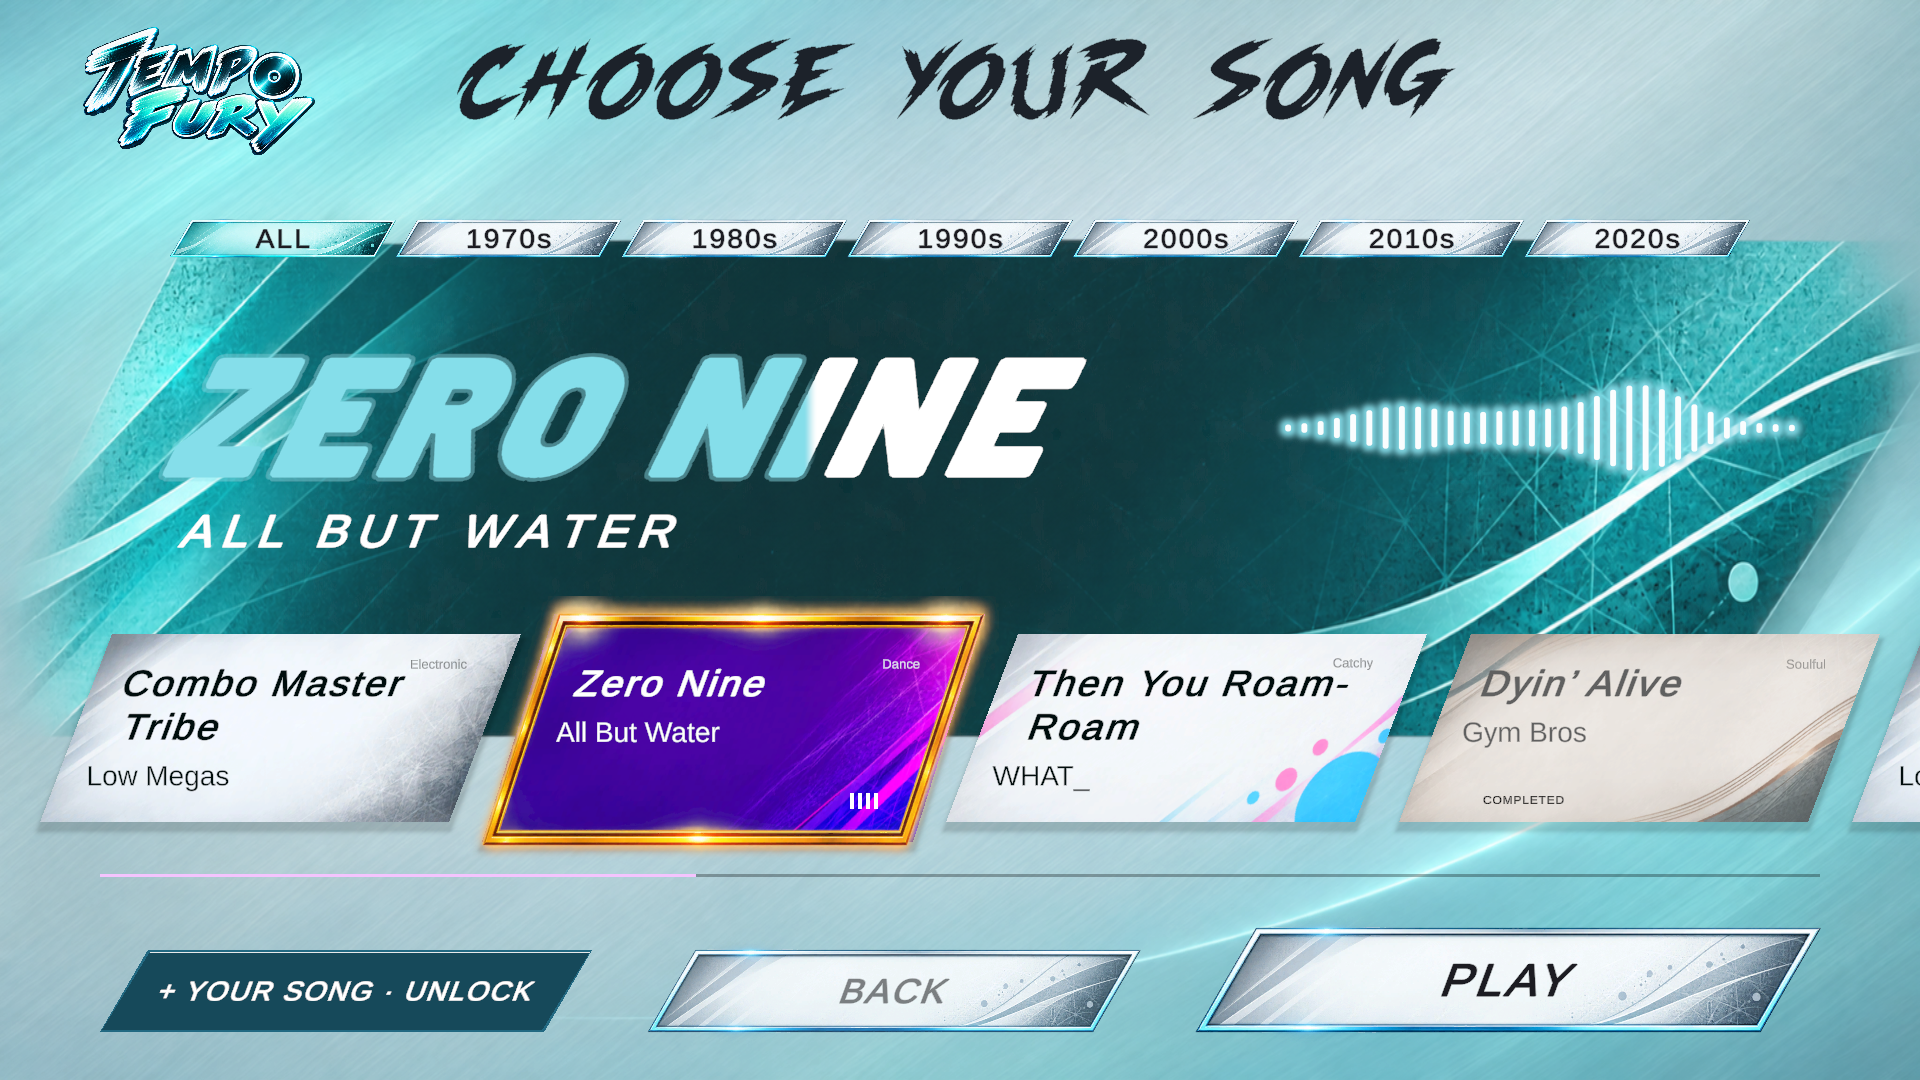 TEMPO
FURY
CHOOSE YOUR SONG
ALL
1970s
1980s
1990s
2000s
2010s
2020s
ZERO NINE
ALL BUT WATER
Combo Master
Tribe
Electronic
Low Megas
Zero Nine
Dance
All But Water
Then You Roam-
Roam
Catchy
WHAT_
Dyin’ Alive
Soulful
Gym Bros
COMPLETED
+ YOUR SONG · UNLOCK
BACK
PLAY